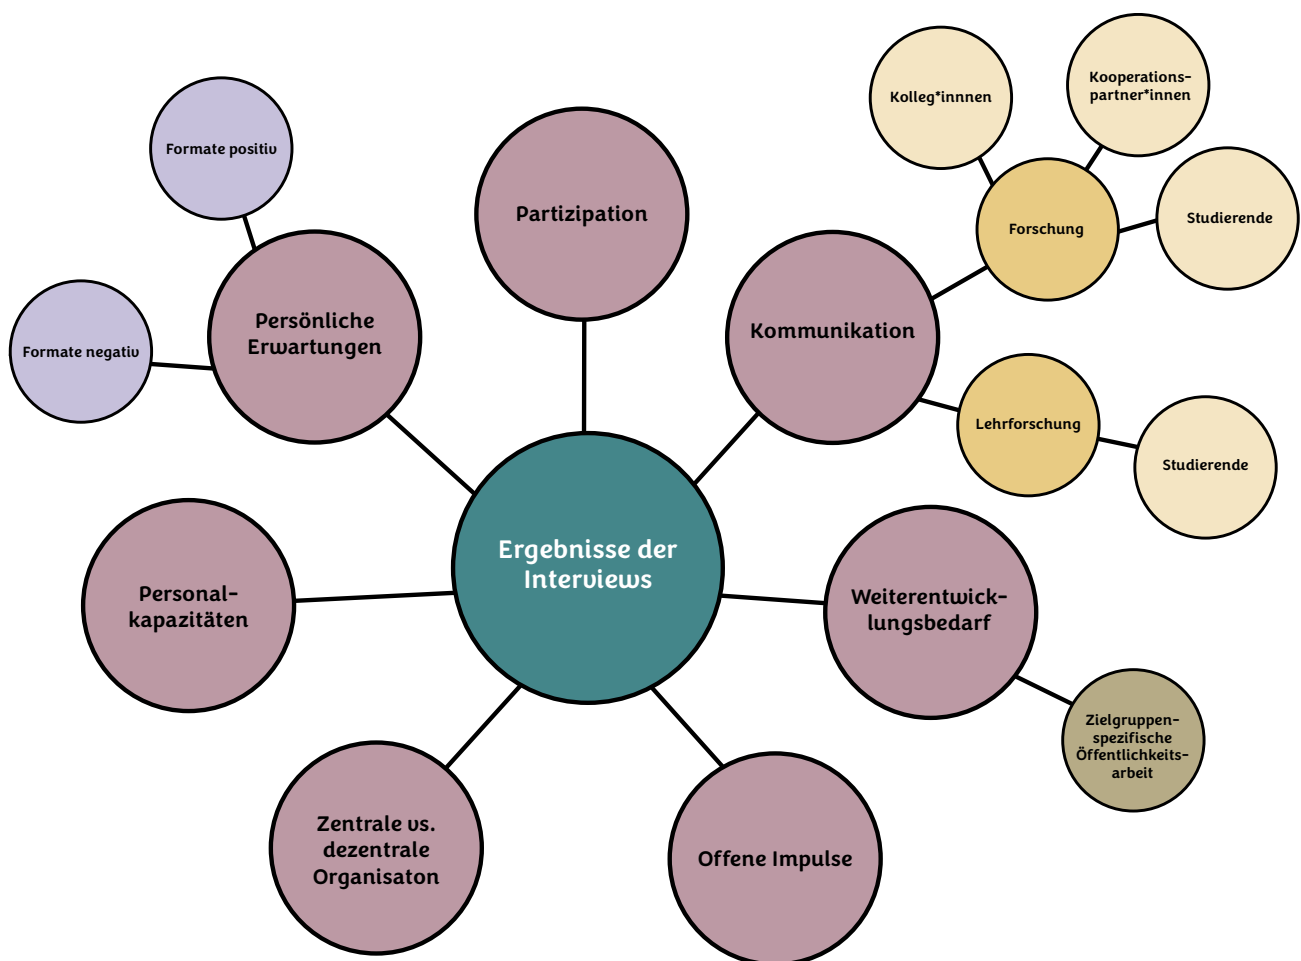 Kolleg*innnen
Kooperations-
partner*innen
Formate positiv
Partizipation
Studierende
Forschung
Persönliche
Erwartungen
Kommunikation
Formate negativ
Lehrforschung
Studierende
Ergebnisse der
Interviews
Personal-
kapazitäten
Weiterentwick-
lungsbedarf
Zielgruppen-
spezifische
Öffentlichkeits-
arbeit
Zentrale vs.
dezentrale
Organisaton
Offene Impulse